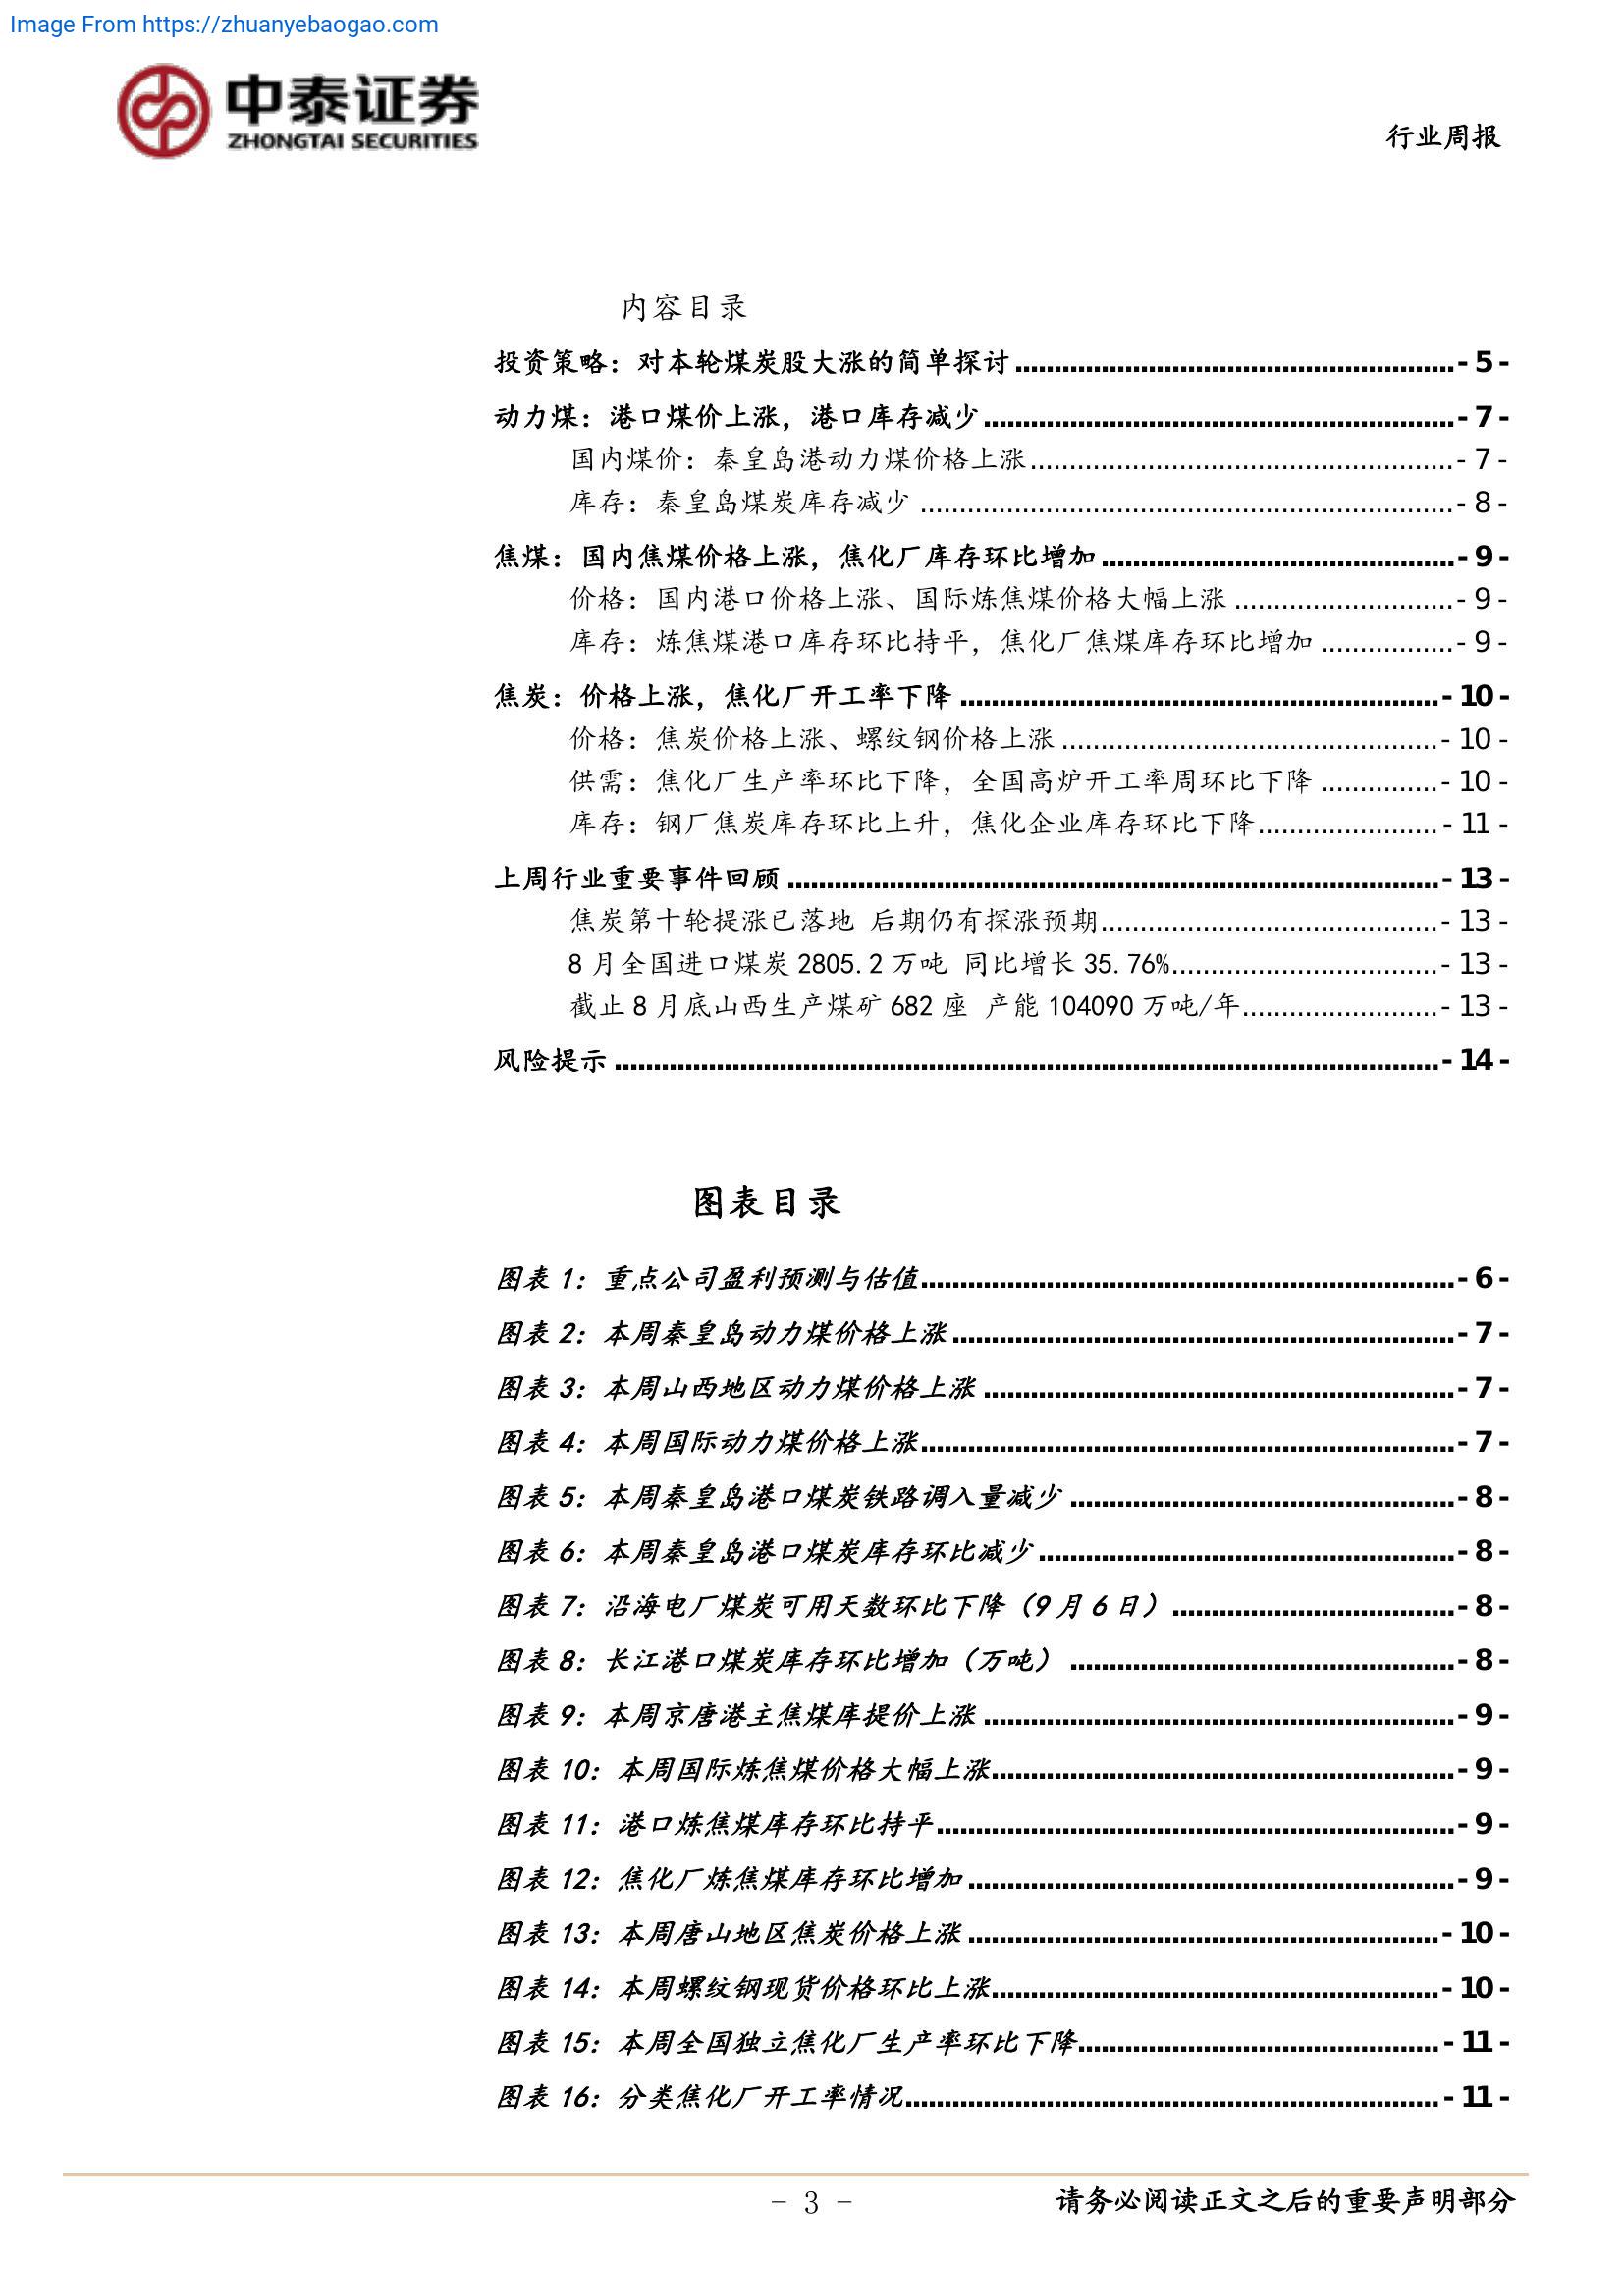 Image From https://zhuanyebaogao.com
中泰证券
ZHONGTAI SECURITIES
行业周报
内容目录
投资策略：对本轮煤炭股大涨的简单探讨 - 5 -
动力煤：港口煤价上涨，港口库存减少 - 7 -
国内煤价：秦皇岛港动力煤价格上涨 - 7 -
库存：秦皇岛煤炭库存减少 - 8 -
焦煤：国内焦煤价格上涨，焦化厂库存环比增加 - 9 -
价格：国内港口价格上涨、国际炼焦煤价格大幅上涨 - 9 -
库存：炼焦煤港口库存环比持平，焦化厂焦煤库存环比增加 - 9 -
焦炭：价格上涨，焦化厂开工率下降 - 10 -
价格：焦炭价格上涨、螺纹钢价格上涨 - 10 -
供需：焦化厂生产率环比下降，全国高炉开工率周环比下降 - 10 -
库存：钢厂焦炭库存环比上升，焦化企业库存环比下降 - 11 -
上周行业重要事件回顾 - 13 -
焦炭第十轮提涨已落地 后期仍有探涨预期 - 13 -
8 月全国进口煤炭 2805.2 万吨 同比增长 35.76% - 13 -
截止 8 月底山西生产煤矿 682 座 产能 104090 万吨/年 - 13 -
风险提示 - 14 -
图表目录
图表 1：重点公司盈利预测与估值 - 6 -
图表 2：本周秦皇岛动力煤价格上涨 - 7 -
图表 3：本周山西地区动力煤价格上涨 - 7 -
图表 4：本周国际动力煤价格上涨 - 7 -
图表 5：本周秦皇岛港口煤炭铁路调入量减少 - 8 -
图表 6：本周秦皇岛港口煤炭库存环比减少 - 8 -
图表 7：沿海电厂煤炭可用天数环比下降（9 月 6 日） - 8 -
图表 8：长江港口煤炭库存环比增加（万吨） - 8 -
图表 9：本周京唐港主焦煤库提价上涨 - 9 -
图表 10：本周国际炼焦煤价格大幅上涨 - 9 -
图表 11：港口炼焦煤库存环比持平 - 9 -
图表 12：焦化厂炼焦煤库存环比增加 - 9 -
图表 13：本周唐山地区焦炭价格上涨 - 10 -
图表 14：本周螺纹钢现货价格环比上涨 - 10 -
图表 15：本周全国独立焦化厂生产率环比下降 - 11 -
图表 16：分类焦化厂开工率情况 - 11 -
- 3 -
请务必阅读正文之后的重要声明部分